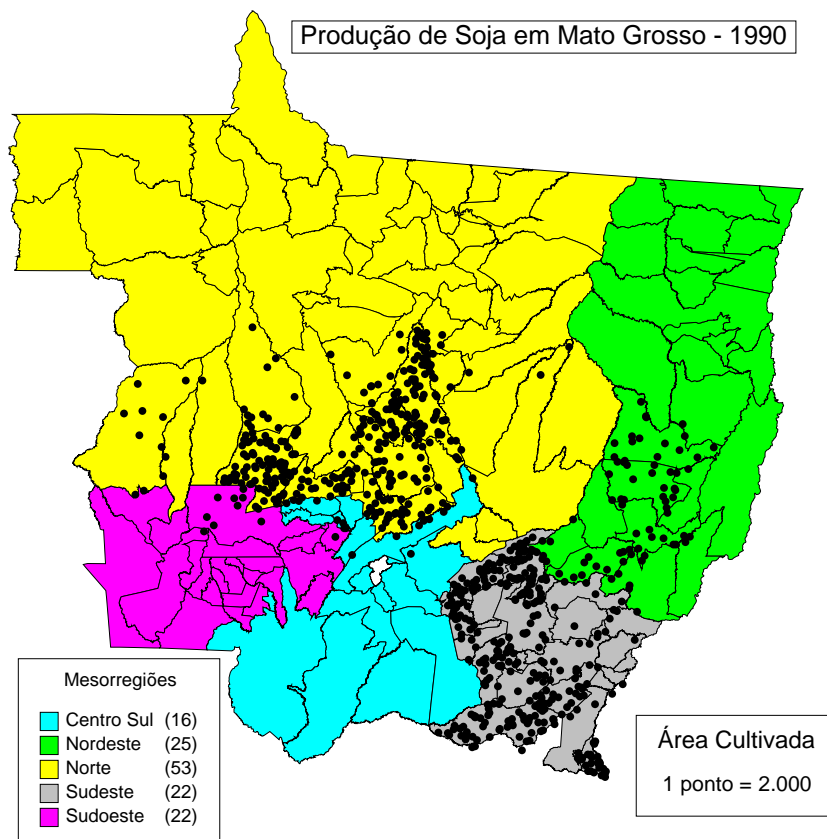 Produção de Soja em Mato Grosso - 1990
Mesorregiões
Centro Sul (16)
Nordeste (25)
Norte (53)
Sudeste (22)
Sudoeste (22)
Área Cultivada
1 ponto = 2.000